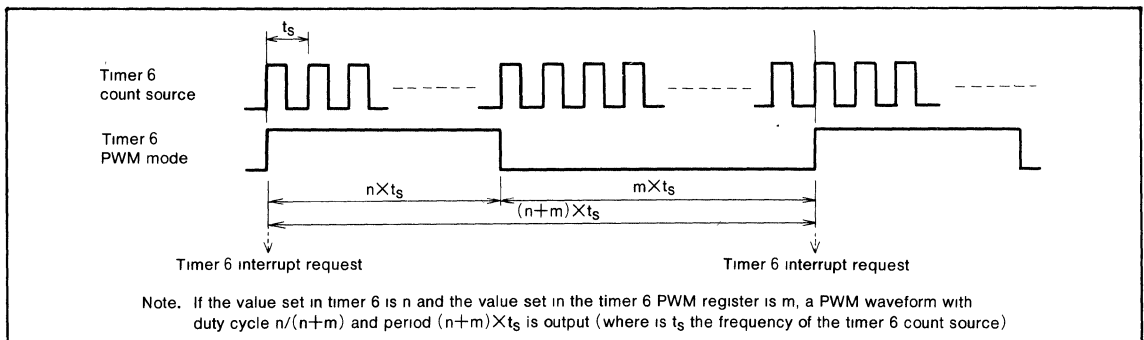 ts
Timer 6
count source
Timer 6
PWM mode
n×ts
m×ts
(n+m)×ts
Timer 6 interrupt request
Timer 6 interrupt request
Note. If the value set in timer 6 is n and the value set in the timer 6 PWM register is m, a PWM waveform with
duty cycle n/(n+m) and period (n+m)×ts is output (where is ts the frequency of the timer 6 count source)